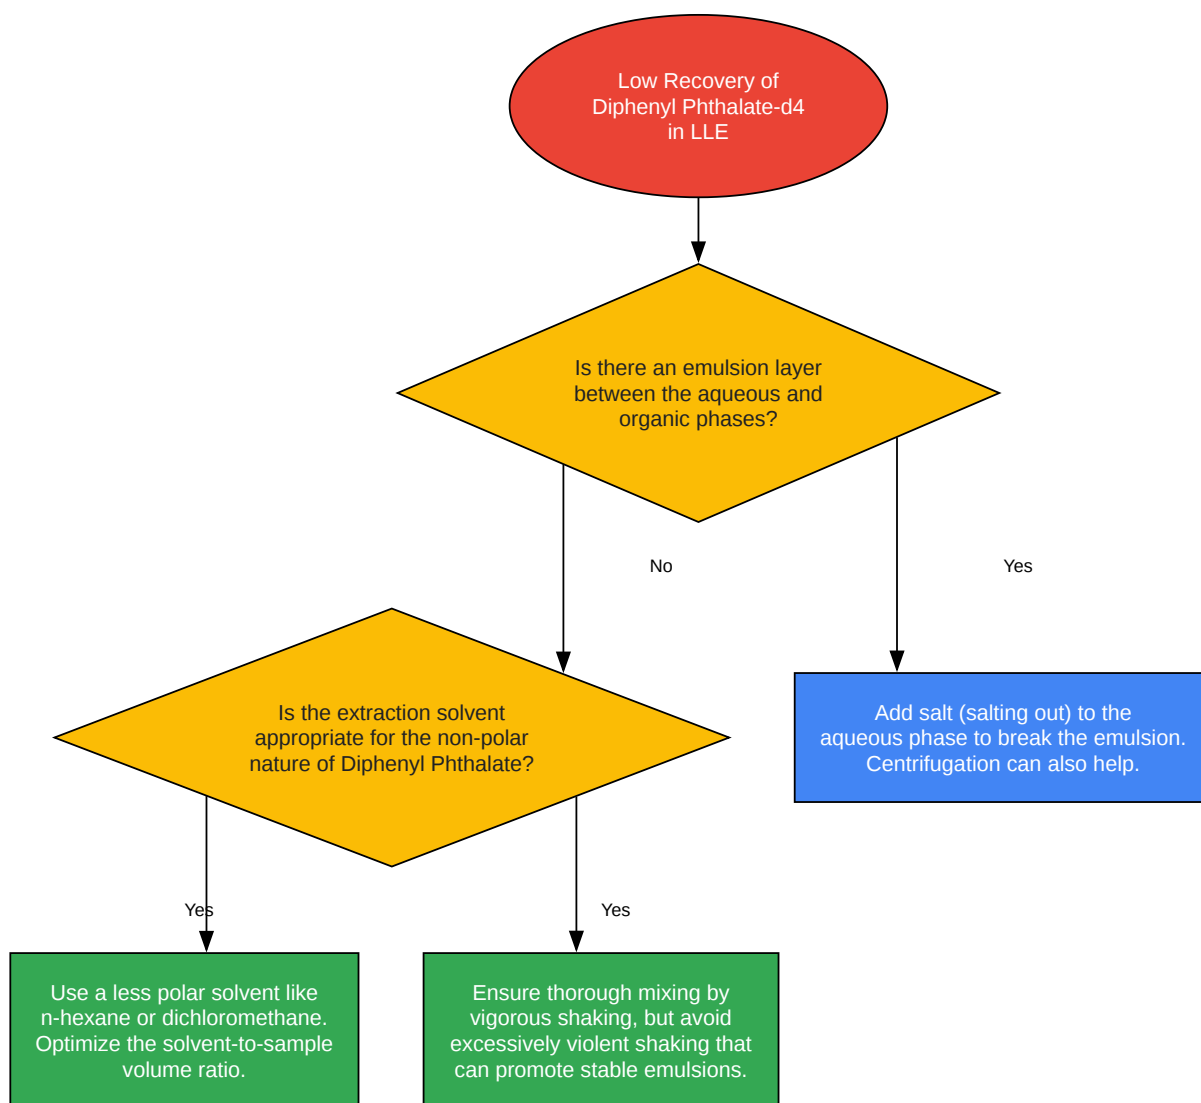 Low Recovery of
Diphenyl Phthalate-d4
in LLE
Is there an emulsion layer
between the aqueous and
organic phases?
No
Yes
Is the extraction solvent
appropriate for the non-polar
nature of Diphenyl Phthalate?
Add salt (salting out) to the
aqueous phase to break the emulsion.
Centrifugation can also help.
Yes
Yes
Use a less polar solvent like
n-hexane or dichloromethane.
Optimize the solvent-to-sample
volume ratio.
Ensure thorough mixing by
vigorous shaking, but avoid
excessively violent shaking that
can promote stable emulsions.